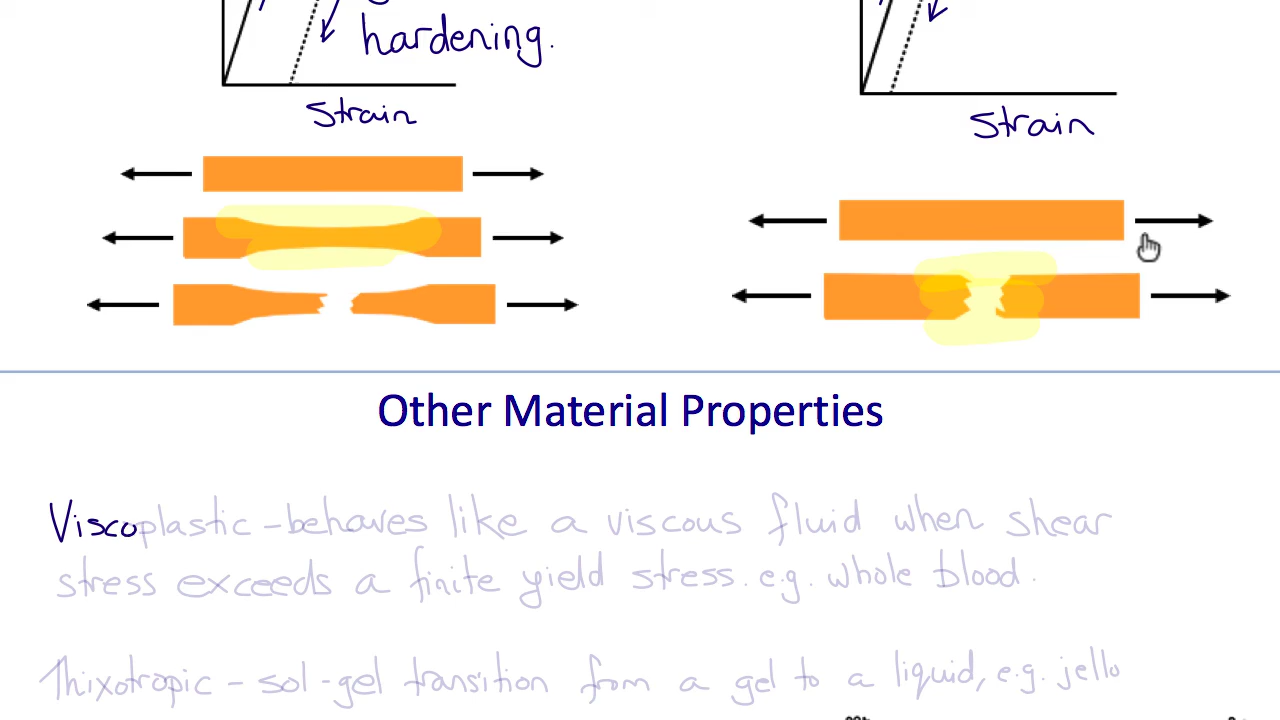 hardening.
Strain
Strain
Other Material Properties
Viscoplastic - behaves like a viscous fluid when shear
stress exceeds a finite yield stress. e.g. whole blood.
Thixotropic - sol-gel transition from a gel to a liquid, e.g. jello